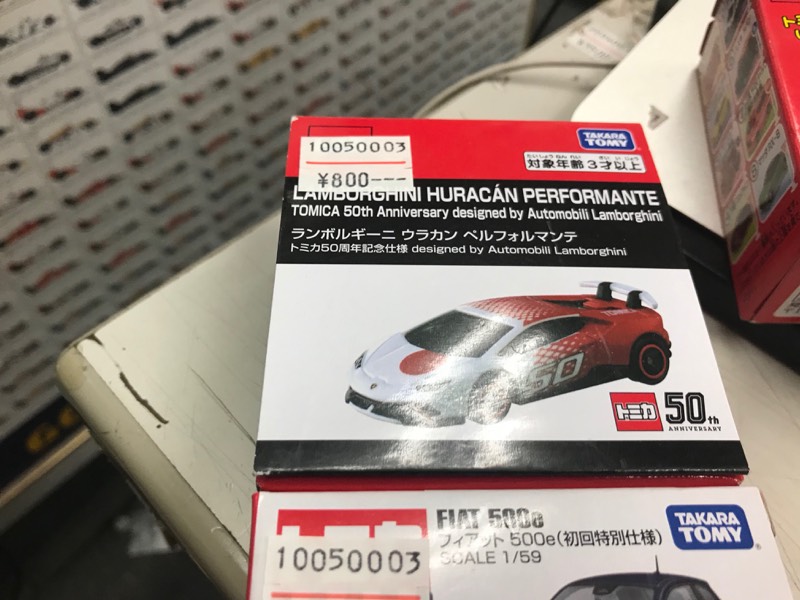 10050003
¥800---
TAKARA TOMY
たいしょうねんれい さい いじょう
対象年齢 3才以上
LAMBORGHINI HURACÁN PERFORMANTE
TOMICA 50th Anniversary designed by Automobili Lamborghini
ランボルギーニ ウラカン ペルフォルマンテ
トミカ50周年記念仕様 designed by Automobili Lamborghini
50
トミカ 50th
ANNIVERSARY
FIAT 500e
フィアット 500e(初回特別仕様)
SCALE 1/59
TAKARA TOMY
10050003